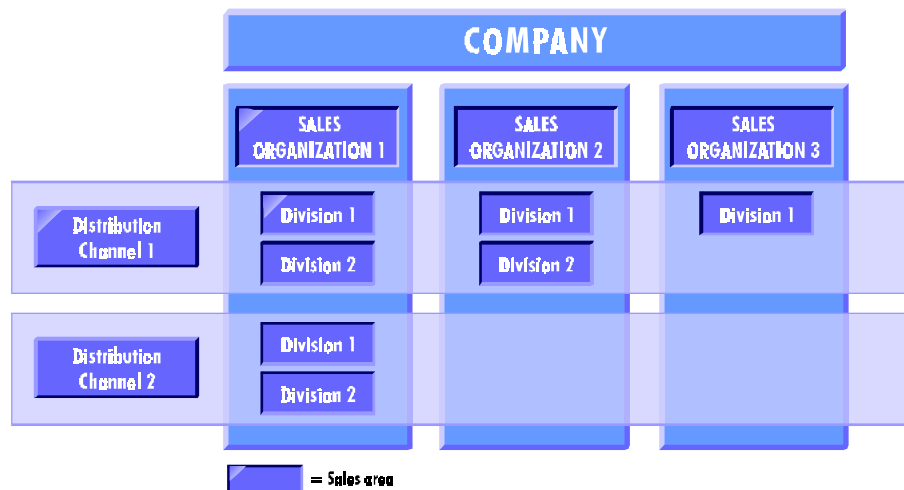 COMPANY
SALES
ORGANIZATION 1
SALES
ORGANIZATION 2
SALES
ORGANIZATION 3
Distribution
Channel 1
Division 1
Division 2
Division 1
Division 2
Division 1
Distribution
Channel 2
Division 1
Division 2
= Sales area